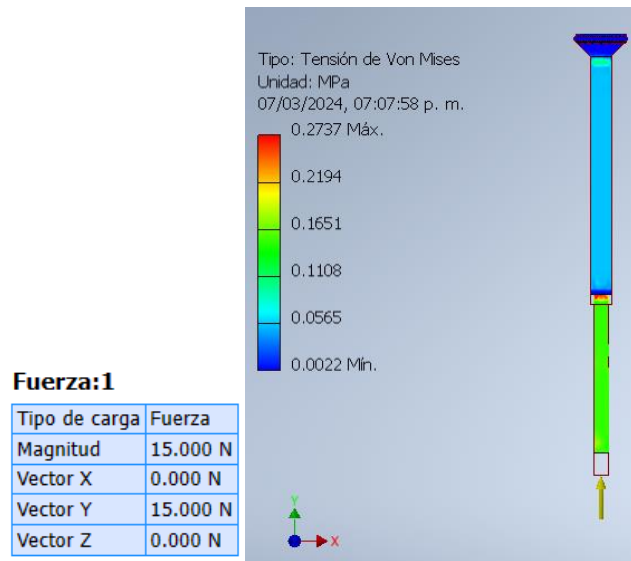 Tipo: Tensión de Von Mises
Unidad: MPa
07/03/2024, 07:07:58 p. m.
0.2737 Máx.
0.2194
0.1651
0.1108
0.0565
0.0022 Mín.
Y
X
Fuerza:1
Tipo de carga Fuerza
Magnitud 15.000 N
Vector X 0.000 N
Vector Y 15.000 N
Vector Z 0.000 N